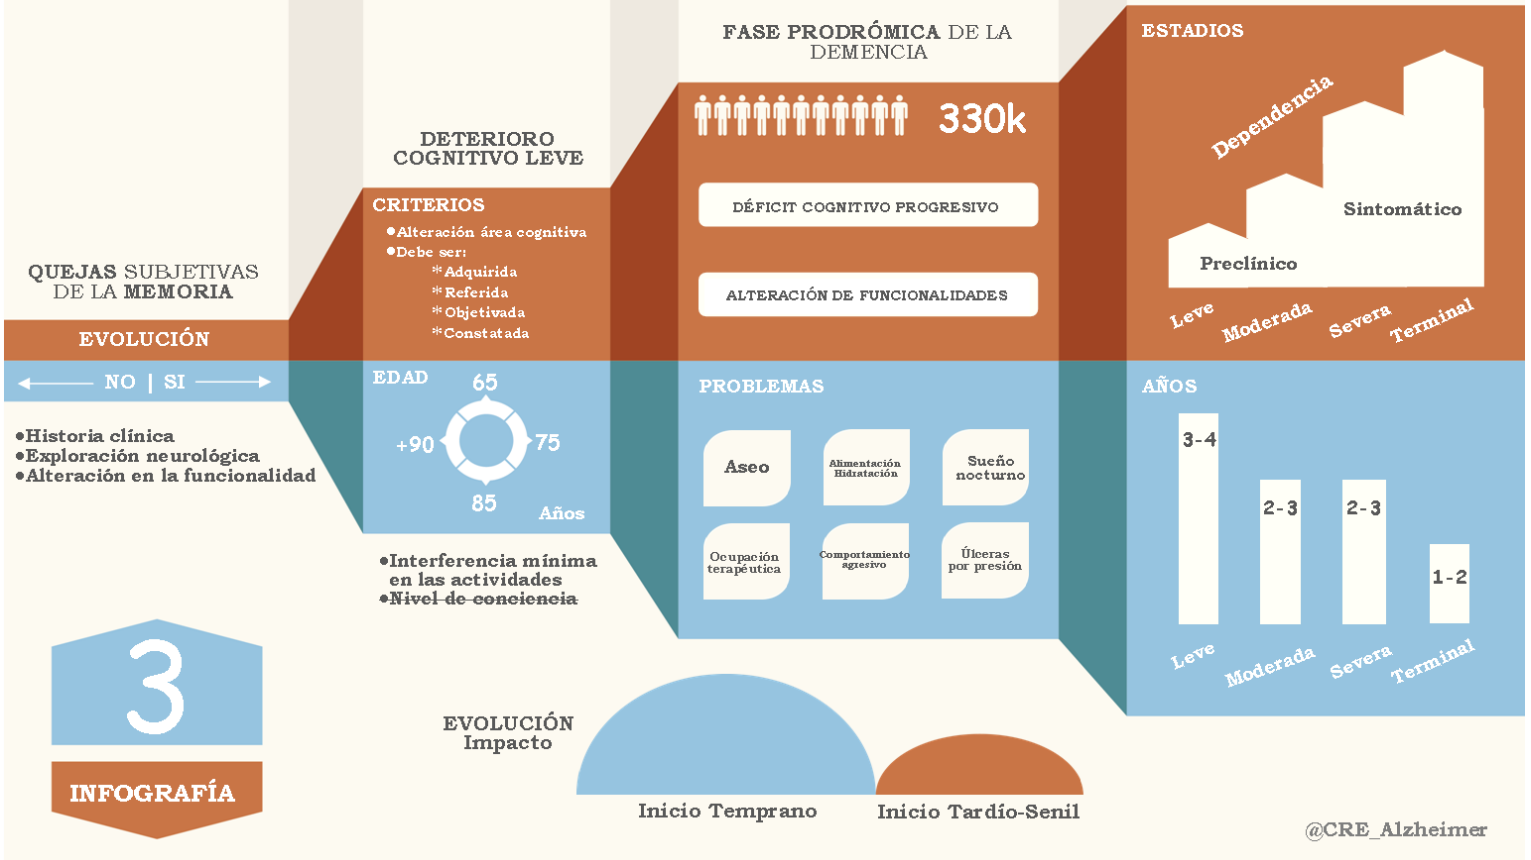 QUEJAS SUBJETIVAS
DE LA MEMORIA
EVOLUCIÓN
NO | SI
●Historia clínica
●Exploración neurológica
●Alteración en la funcionalidad
DETERIORO
COGNITIVO LEVE
CRITERIOS
●Alteración área cognitiva
●Debe ser:
*Adquirida
*Referida
*Objetivada
*Constatada
EDAD
65
+90
75
85
Años
●Interferencia mínima
en las actividades
●Nivel de conciencia
FASE PRODRÓMICA DE LA
DEMENCIA
330k
DÉFICIT COGNITIVO PROGRESIVO
ALTERACIÓN DE FUNCIONALIDADES
PROBLEMAS
Aseo
Alimentación
Hidratación
Sueño
nocturno
Ocupación
terapéutica
Comportamiento
agresivo
Úlceras
por presión
ESTADIOS
Dependencia
Sintomático
Preclínico
Leve
Moderada
Severa
Terminal
AÑOS
3-4
2-3
2-3
1-2
Leve
Moderada
Severa
Terminal
3
INFOGRAFÍA
EVOLUCIÓN
Impacto
Inicio Temprano
Inicio Tardío-Senil
@CRE_Alzheimer